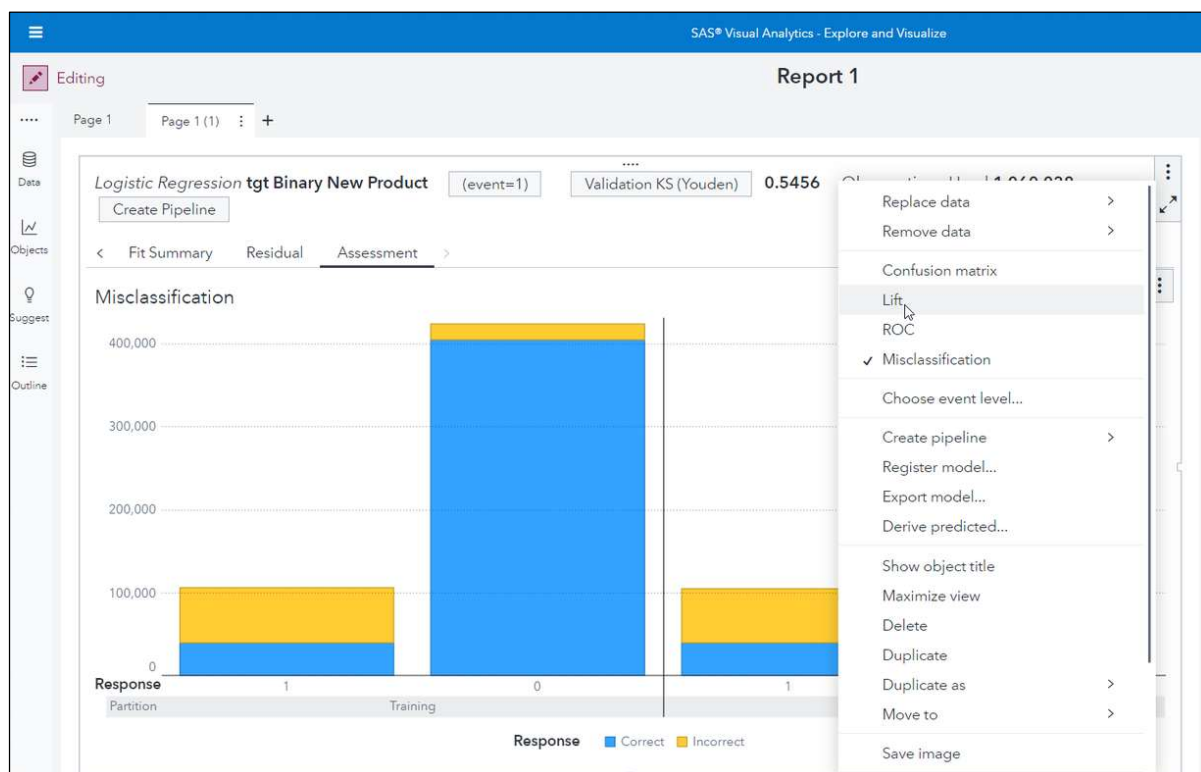 SAS® Visual Analytics - Explore and Visualize
Editing
Report 1
Page 1
Page 1 (1)
Data
Objects
Suggest
Outline
Logistic Regression tgt Binary New Product (event=1) Validation KS (Youden) 0.5456
Create Pipeline
Fit Summary Residual Assessment
Misclassification
400,000
300,000
200,000
100,000
0
Response 1 0 1
Partition Training
Response Correct Incorrect
Replace data
Remove data
Confusion matrix
Lift
ROC
Misclassification
Choose event level...
Create pipeline
Register model...
Export model...
Derive predicted...
Show object title
Maximize view
Delete
Duplicate
Duplicate as
Move to
Save image